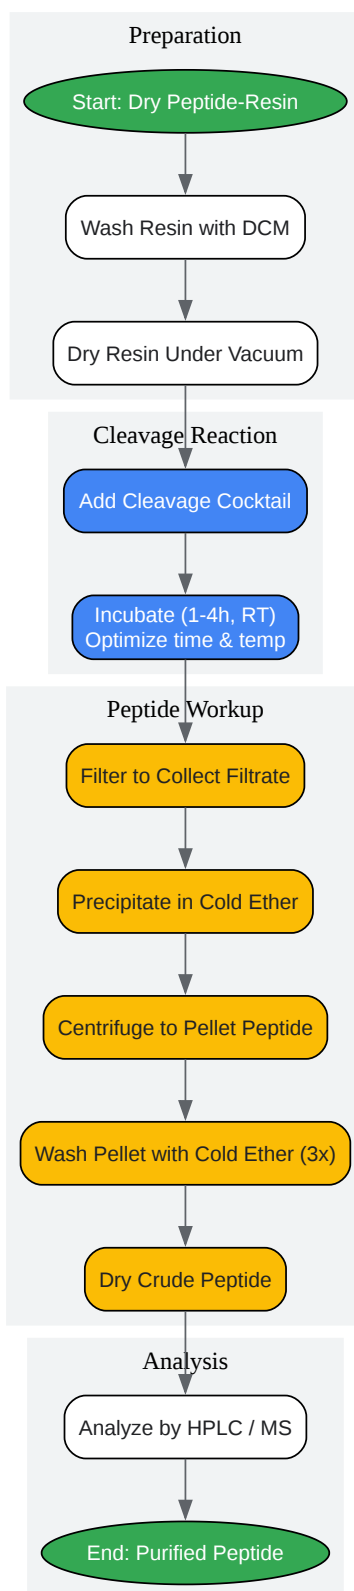 Preparation
Start: Dry Peptide-Resin
Wash Resin with DCM
Dry Resin Under Vacuum
Cleavage Reaction
Add Cleavage Cocktail
Incubate (1-4h, RT)
Optimize time & temp
Peptide Workup
Filter to Collect Filtrate
Precipitate in Cold Ether
Centrifuge to Pellet Peptide
Wash Pellet with Cold Ether (3x)
Dry Crude Peptide
Analysis
Analyze by HPLC / MS
End: Purified Peptide